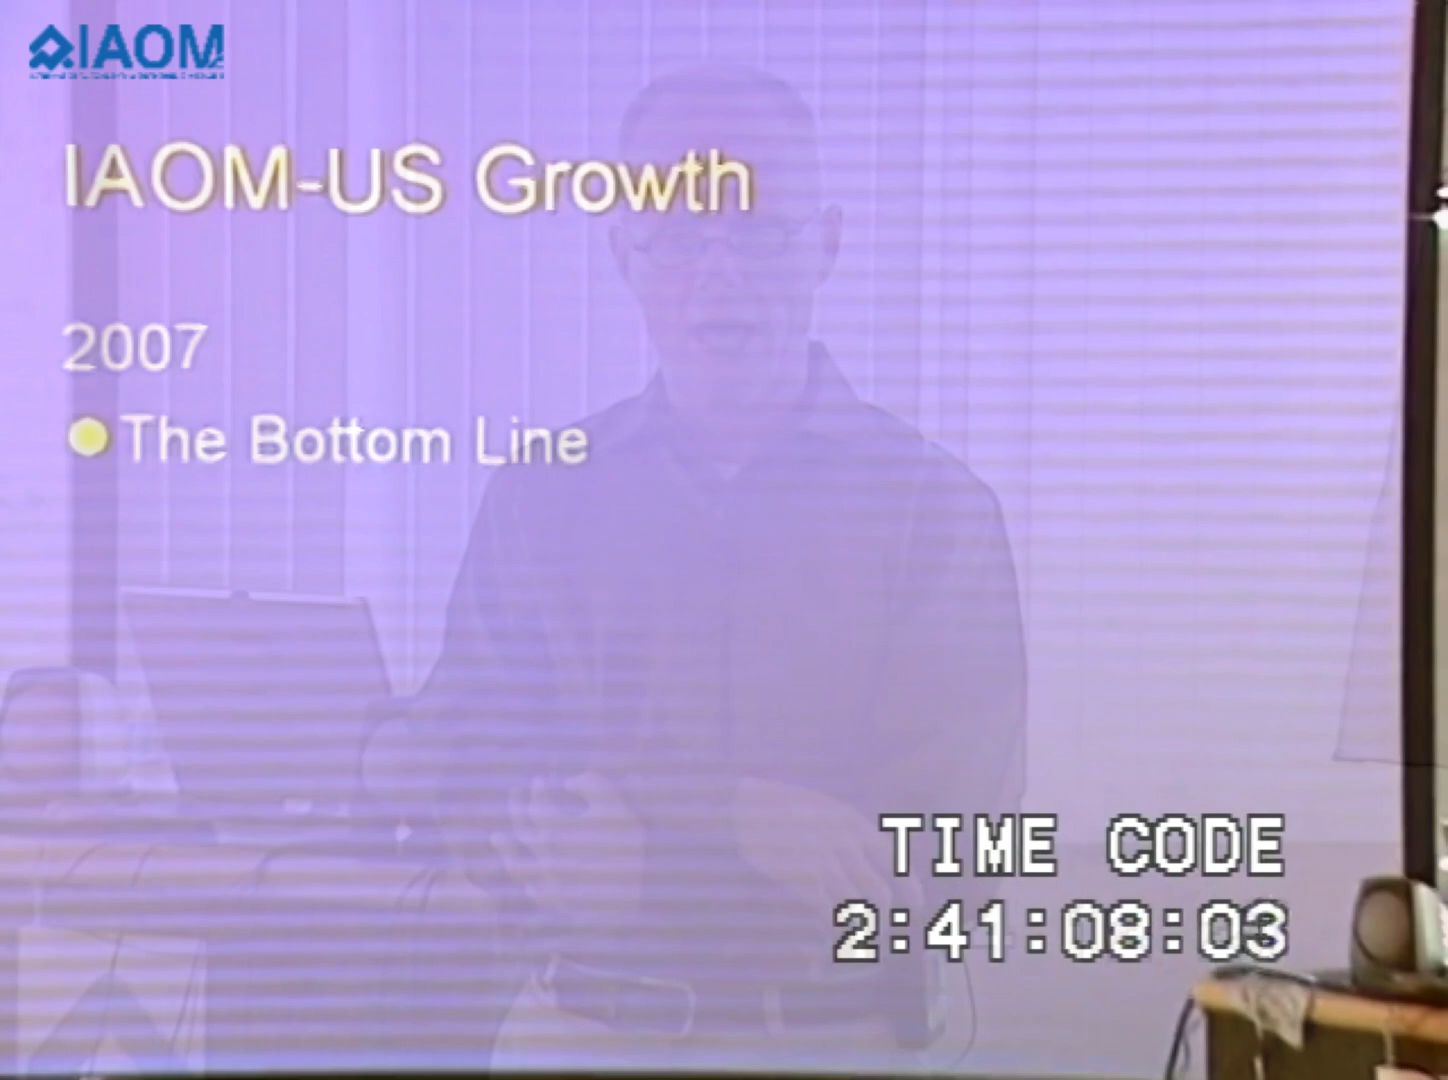 IAOM
IAOM-US Growth
2007
The Bottom Line
TIME CODE
2:41:08:03